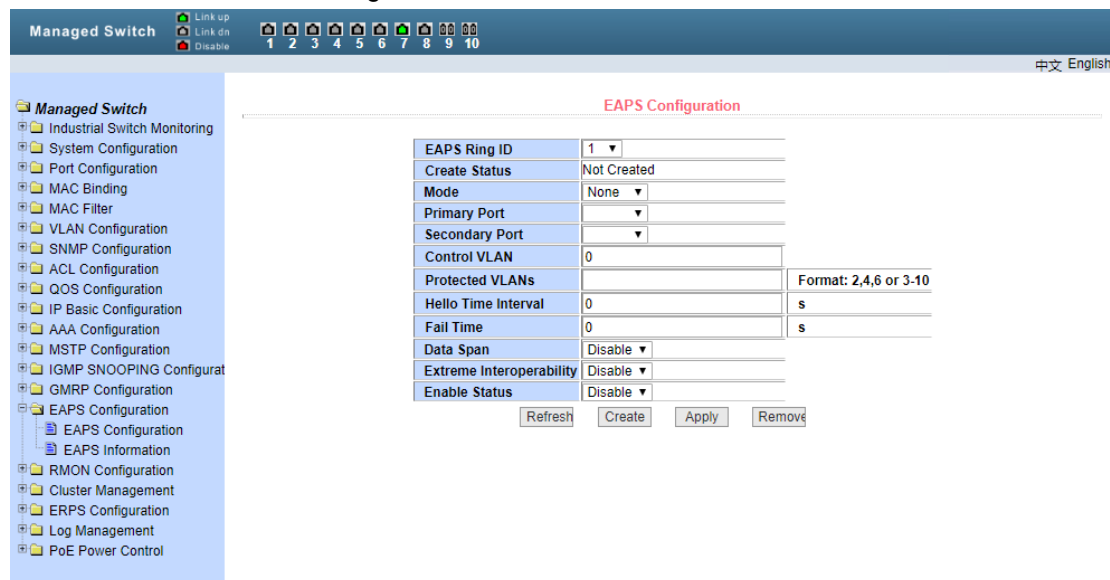 Managed Switch
Link up
Link dn
Disable
1 2 3 4 5 6 7 8 9 10
中文 English
Managed Switch
Industrial Switch Monitoring
System Configuration
Port Configuration
MAC Binding
MAC Filter
VLAN Configuration
SNMP Configuration
ACL Configuration
QOS Configuration
IP Basic Configuration
AAA Configuration
MSTP Configuration
IGMP SNOOPING Configurat
GMRP Configuration
EAPS Configuration
EAPS Configuration
EAPS Information
RMON Configuration
Cluster Management
ERPS Configuration
Log Management
PoE Power Control
EAPS Configuration
EAPS Ring ID 1
Create Status Not Created
Mode None
Primary Port
Secondary Port
Control VLAN 0
Protected VLANs Format: 2,4,6 or 3-10
Hello Time Interval 0 s
Fail Time 0 s
Data Span Disable
Extreme Interoperability Disable
Enable Status Disable
Refresh Create Apply Remove